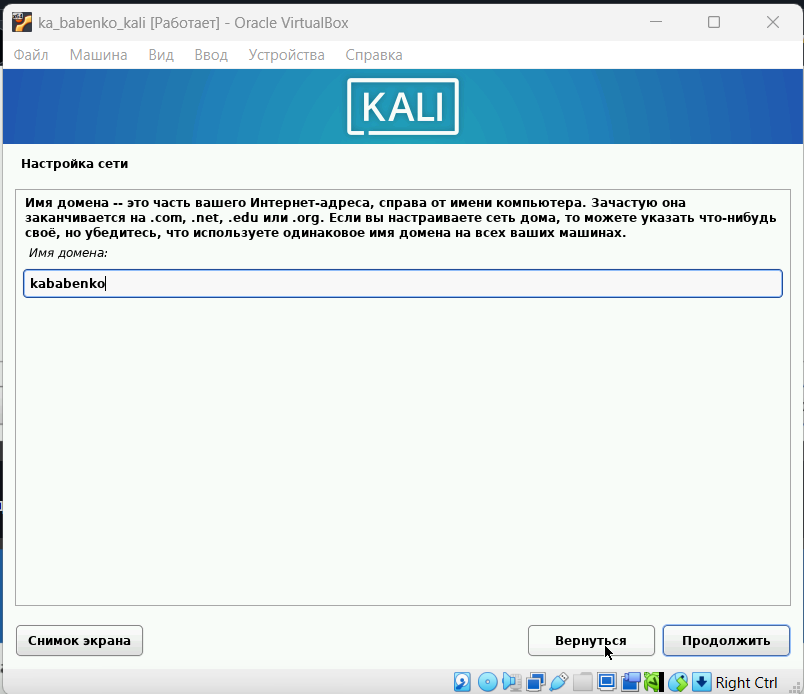 ka_babenko_kali [Работает] - Oracle VirtualBox
Файл Машина Вид Ввод Устройства Справка
KALI
Настройка сети
Имя домена -- это часть вашего Интернет-адреса, справа от имени компьютера. Зачастую она
заканчивается на .com, .net, .edu или .org. Если вы настраиваете сеть дома, то можете указать что-нибудь
своё, но убедитесь, что используете одинаковое имя домена на всех ваших машинах.
Имя домена:
kababenko
Снимок экрана Вернуться Продолжить
Right Ctrl